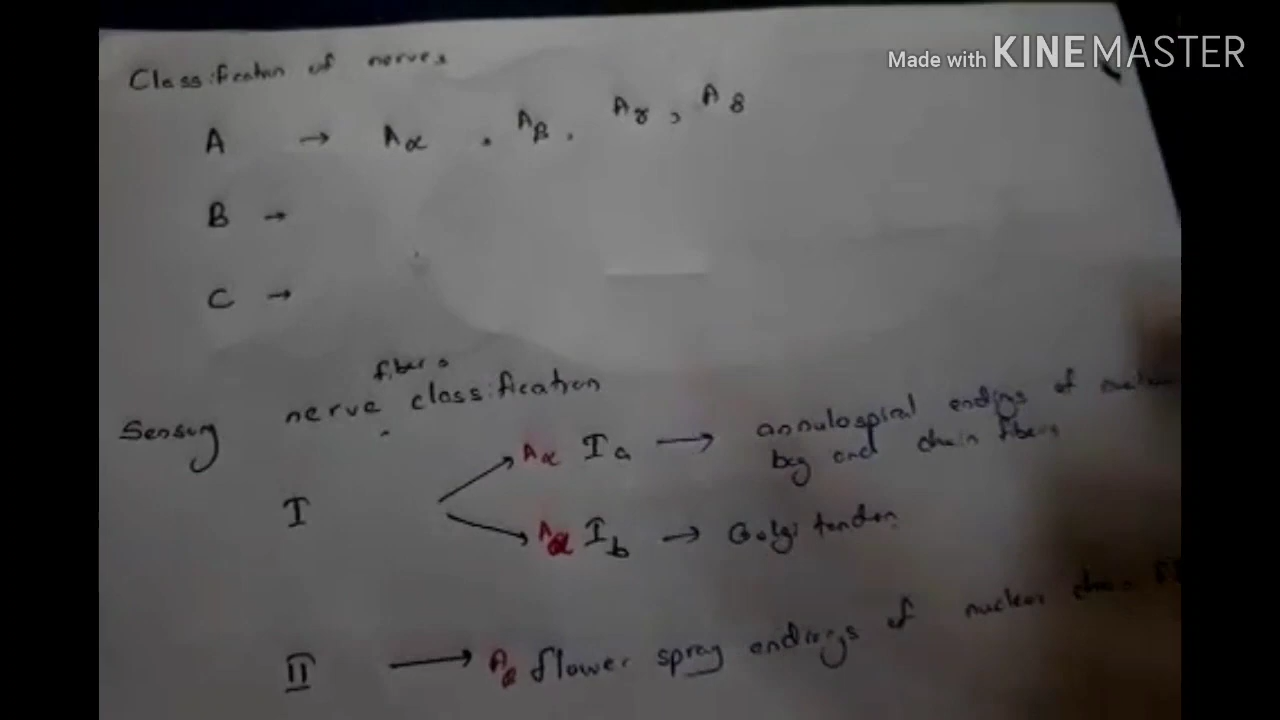 Made with KINEMASTER
Classification of nerves
A → Aα , Aβ , Aγ , Aδ
B →
C →
fibers
Sensory nerve classification
I
Aα Ia → annulospiral endings of nuclear
bag and chain fibers
Aα Ib → Golgi tendon
II → Aβ flower spray endings of nuclear chain